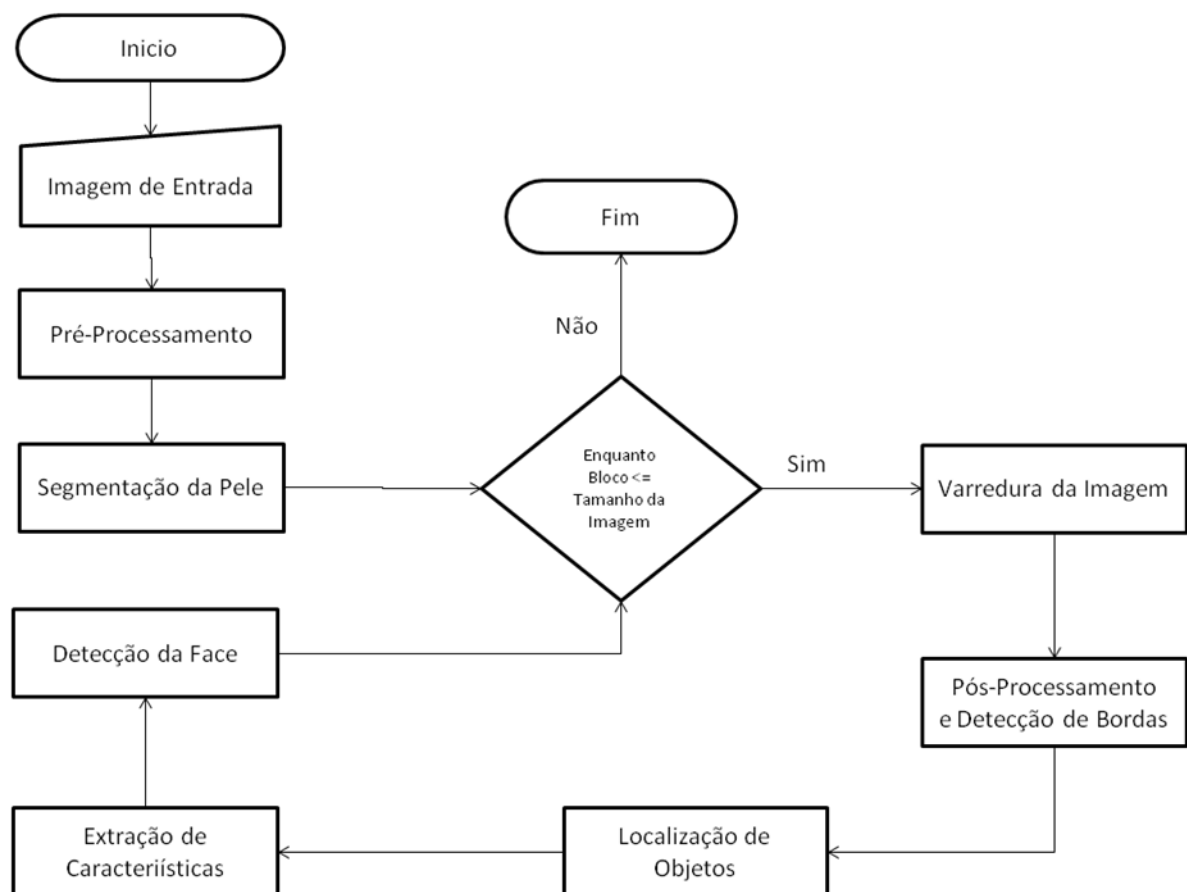 Inicio
Imagem de Entrada
Pré-Processamento
Segmentação da Pele
Fim
Não
Enquanto
Bloco <=
Tamanho da
Imagem
Sim
Varredura da Imagem
Pós-Processamento
e Detecção de Bordas
Localização de
Objetos
Extração de
Caracteriísticas
Detecção da Face